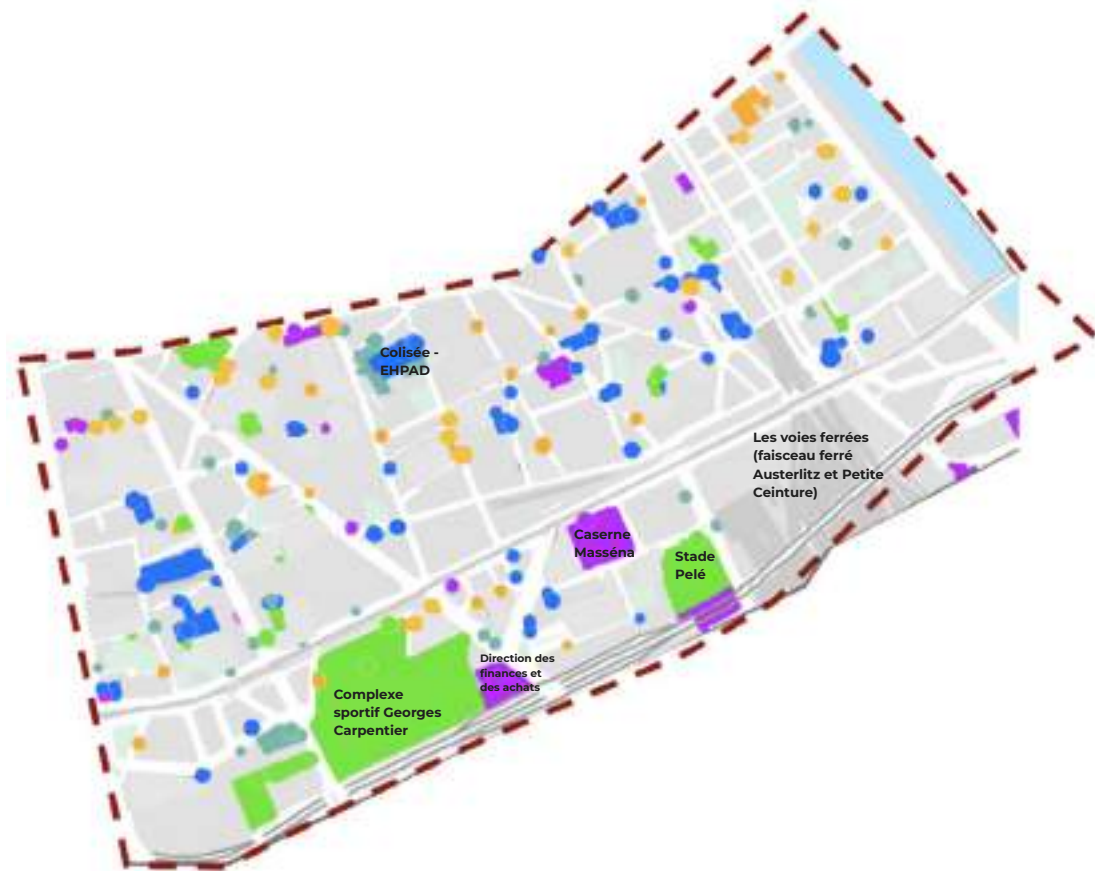 Colisée -
EHPAD
Les voies ferrées
(faisceau ferré
Austerlitz et Petite
Ceinture)
Caserne
Masséna
Stade
Pelé
Direction des
finances et
des achats
Complexe
sportif Georges
Carpentier